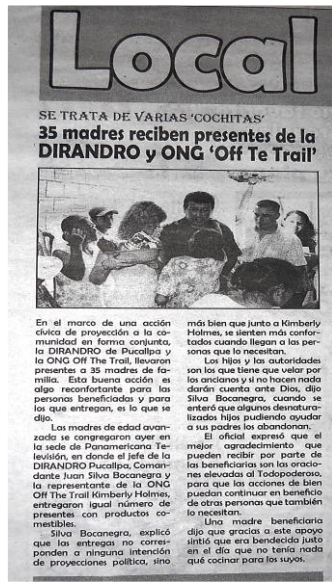 Local
SE TRATA DE VARIAS 'COCHITAS'
35 madres reciben presentes de la
DIRANDRO y ONG 'Off Te Trail'
En el marco de una acción
cívica de proyección a la co-
munidad en forma conjunta,
la DIRANDRO de Pucallpa y
la ONG Off The Trail, llevaron
presentes a 35 madres de fa-
milia. Esta buena acción es
algo reconfortante para las
personas beneficiadas y para
los que entregan, es lo que se
dijo.
Las madres de edad avan-
zada se congregaron ayer en
la sede de Panamericana Te-
levisión, en donde el jefe de la
DIRANDRO Pucallpa, Coman-
dante Juan Silva Bocanegra y
la representante de la ONG
Off The Trail Kimberly Holmes,
entregaron igual número de
presentes con productos co-
mestibles.
Silva Bocanegra, explicó
que las entregas no corres-
ponden a ninguna intención
de proyección política, sino
más bien que junto a Kimberly
Holmes, se sienten más confor-
tados cuando llegan a las per-
sonas que lo necesitan.
Los hijos y las autoridades
son los que tiene que velar por
los ancianos y si no hacen nada
darán cuenta ante Dios, dijo
Silva Bocanegra, cuando se
enteró que algunos desnatura-
lizados hijos pudiendo ayudar
a sus padres los abandonan.
El oficial expresó que el
mejor agradecimiento que
pueden recibir por parte de
las beneficiarias son las oracio-
nes elevadas al Todopoderoso,
para que las acciones de bien
puedan continuar en beneficio
de otras personas que también
lo necesitan.
Una madre beneficiaria
dijo que gracias a este apoyo
sintió que era bendecida justo
en el día que no tenía nada
qué cocinar para los suyos.